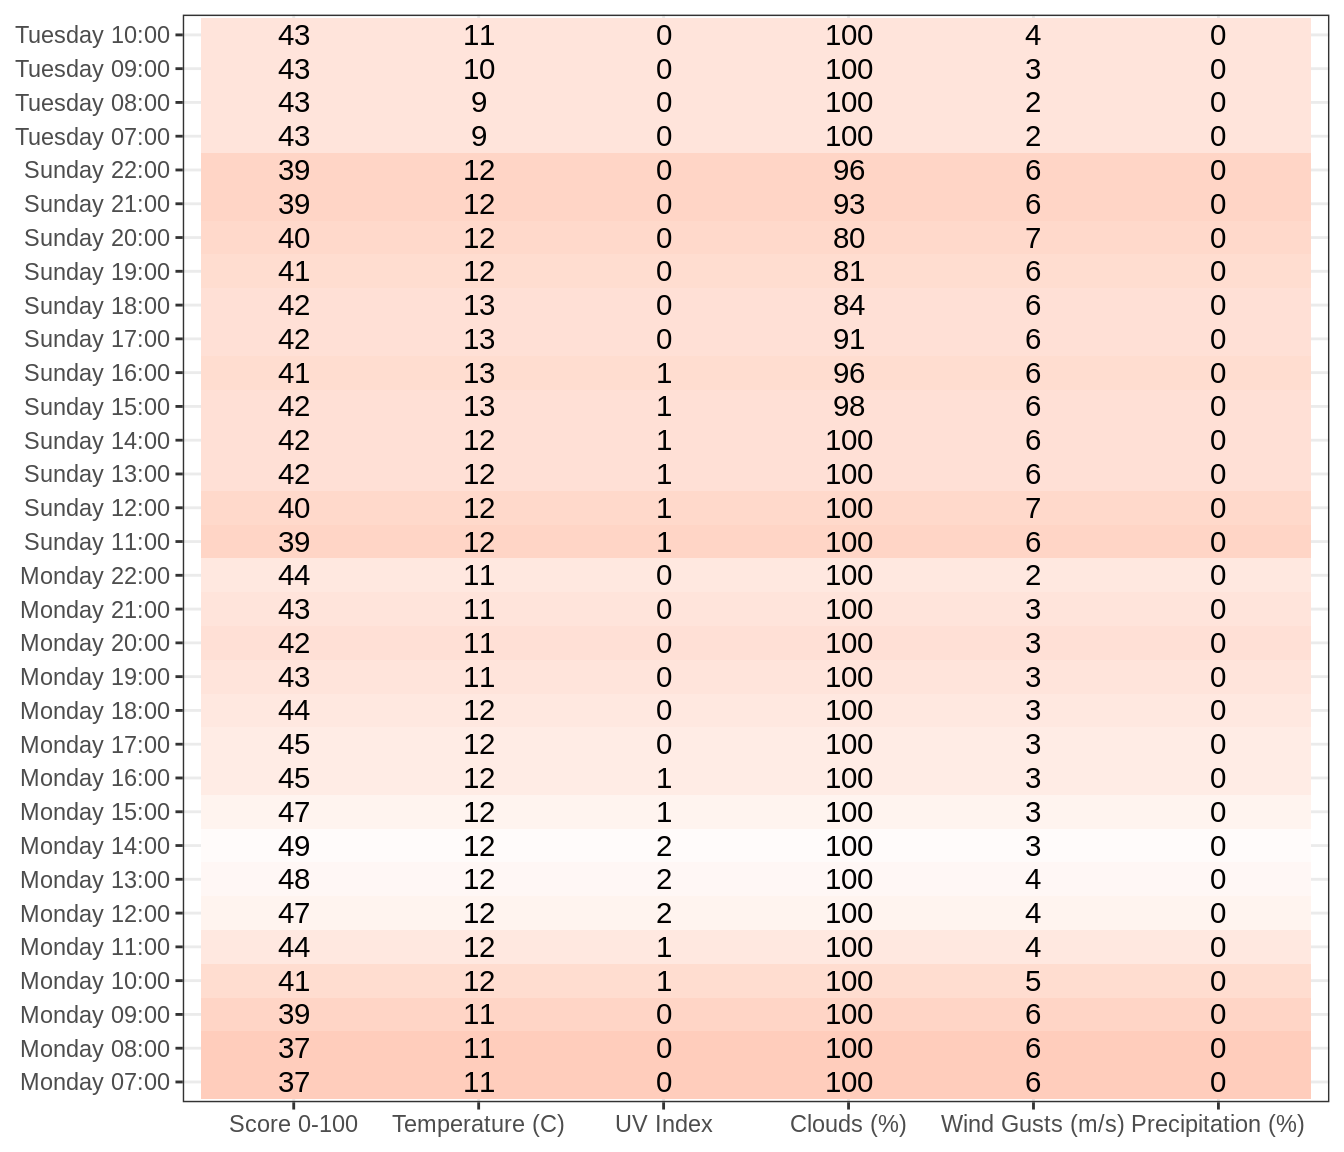 Tuesday 10:00 43 11 0 100 4 0
Tuesday 09:00 43 10 0 100 3 0
Tuesday 08:00 43 9 0 100 2 0
Tuesday 07:00 43 9 0 100 2 0
Sunday 22:00 39 12 0 96 6 0
Sunday 21:00 39 12 0 93 6 0
Sunday 20:00 40 12 0 80 7 0
Sunday 19:00 41 12 0 81 6 0
Sunday 18:00 42 13 0 84 6 0
Sunday 17:00 42 13 0 91 6 0
Sunday 16:00 41 13 1 96 6 0
Sunday 15:00 42 13 1 98 6 0
Sunday 14:00 42 12 1 100 6 0
Sunday 13:00 42 12 1 100 6 0
Sunday 12:00 40 12 1 100 7 0
Sunday 11:00 39 12 1 100 6 0
Monday 22:00 44 11 0 100 2 0
Monday 21:00 43 11 0 100 3 0
Monday 20:00 42 11 0 100 3 0
Monday 19:00 43 11 0 100 3 0
Monday 18:00 44 12 0 100 3 0
Monday 17:00 45 12 0 100 3 0
Monday 16:00 45 12 1 100 3 0
Monday 15:00 47 12 1 100 3 0
Monday 14:00 49 12 2 100 3 0
Monday 13:00 48 12 2 100 4 0
Monday 12:00 47 12 2 100 4 0
Monday 11:00 44 12 1 100 4 0
Monday 10:00 41 12 1 100 5 0
Monday 09:00 39 11 0 100 6 0
Monday 08:00 37 11 0 100 6 0
Monday 07:00 37 11 0 100 6 0
Score 0-100 Temperature (C) UV Index Clouds (%) Wind Gusts (m/s) Precipitation (%)